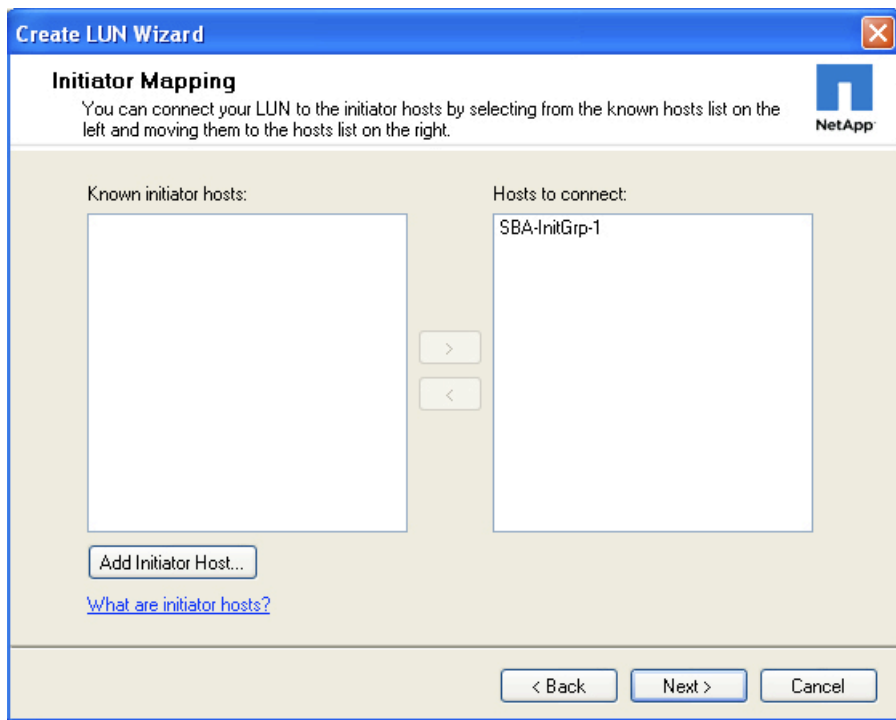 Create LUN Wizard
Initiator Mapping
You can connect your LUN to the initiator hosts by selecting from the known hosts list on the
left and moving them to the hosts list on the right.
NetApp
Known initiator hosts:
Hosts to connect:
SBA-InitGrp-1
>
<
Add Initiator Host...
What are initiator hosts?
< Back
Next >
Cancel